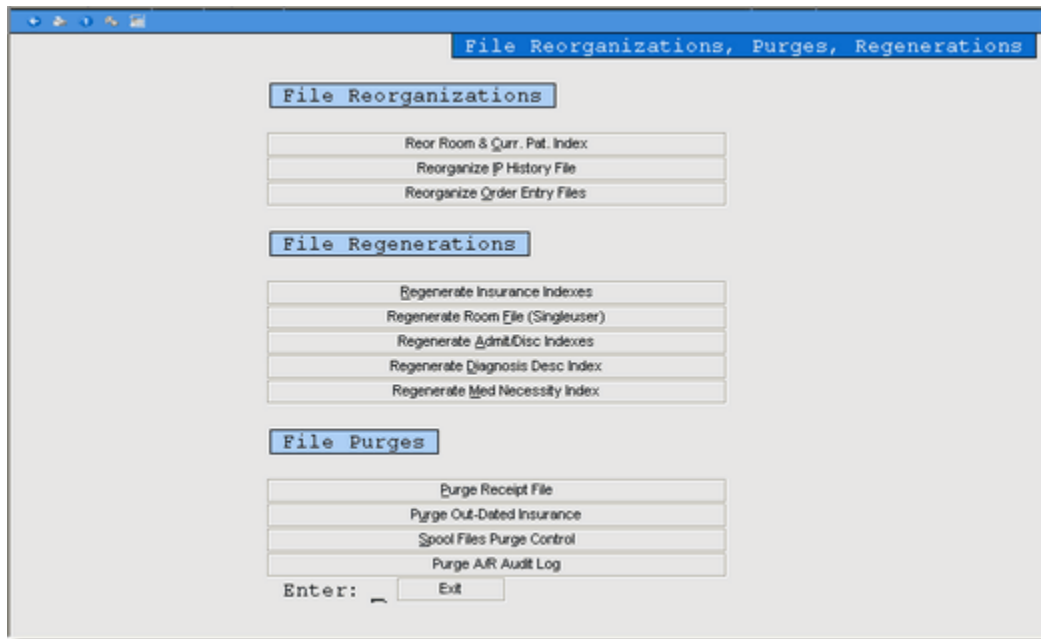 File Reorganizations, Purges, Regenerations
File Reorganizations
Reor Room & Curr. Pat. Index
Reorganize IP History File
Reorganize Order Entry Files
File Regenerations
Regenerate Insurance Indexes
Regenerate Room File (Singleuser)
Regenerate Admit/Disc Indexes
Regenerate Diagnosis Desc Index
Regenerate Med Necessity Index
File Purges
Purge Receipt File
Purge Out-Dated Insurance
Spool Files Purge Control
Purge A/R Audit Log
Enter: Exit